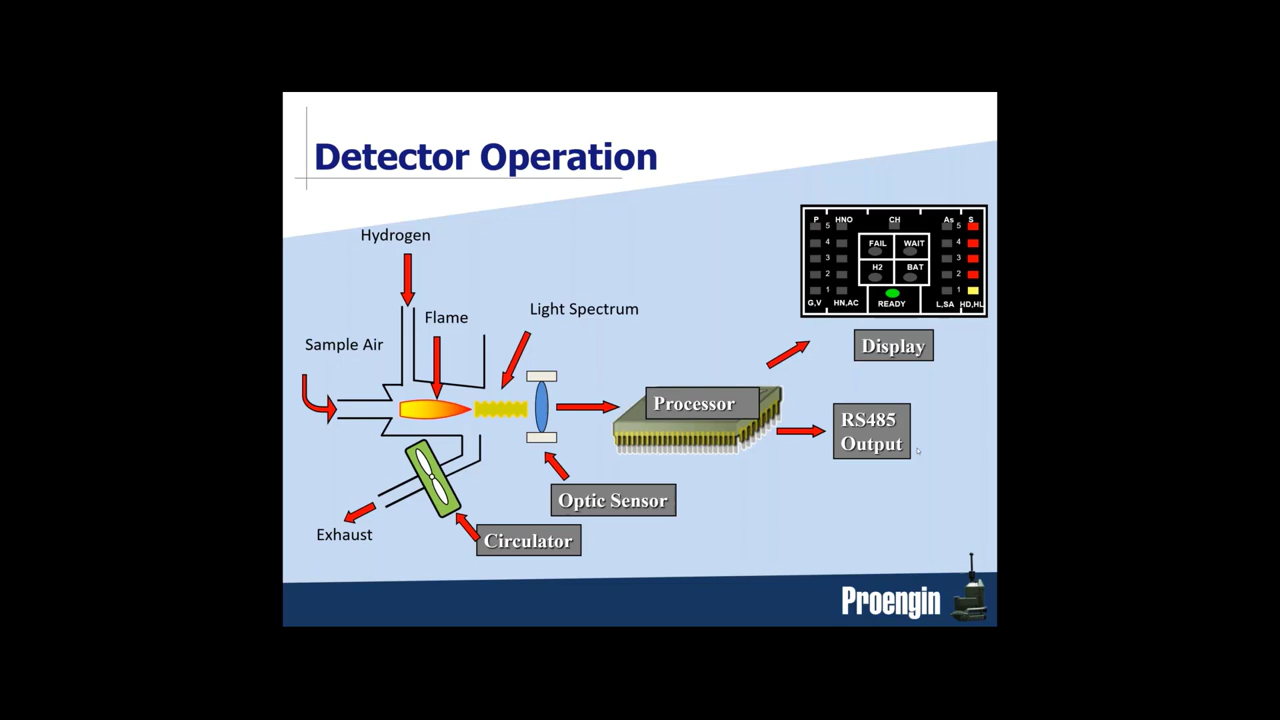 Detector Operation
Hydrogen
Flame
Light Spectrum
Sample Air
P HNO CH As S
5 5
4 FAIL WAIT 4
3 3
2 H2 BAT 2
1 1
G,V HN,AC READY L,SA HD,HL
Display
Processor
RS485
Output
Optic Sensor
Exhaust
Circulator
Proengin